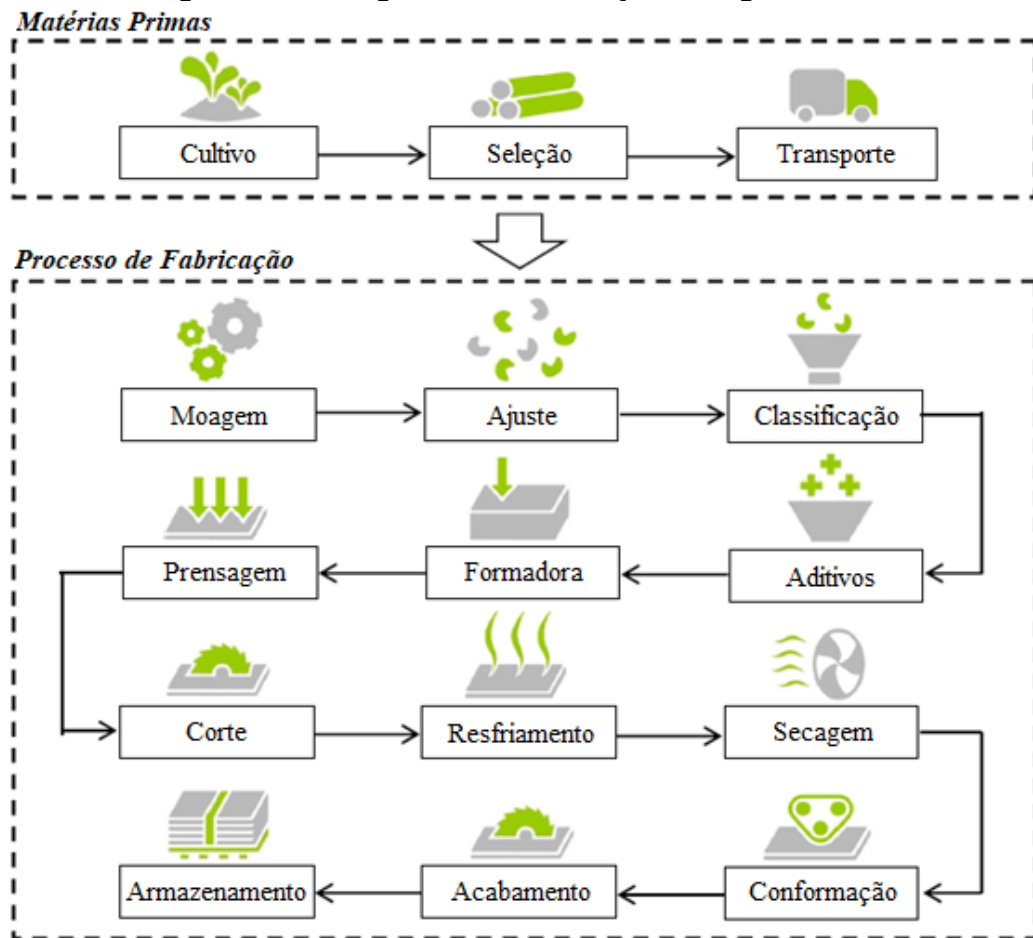 Matérias Primas
Cultivo
Seleção
Transporte
Processo de Fabricação
Moagem
Ajuste
Classificação
Prensagem
Formadora
Aditivos
Corte
Resfriamento
Secagem
Armazenamento
Acabamento
Conformação